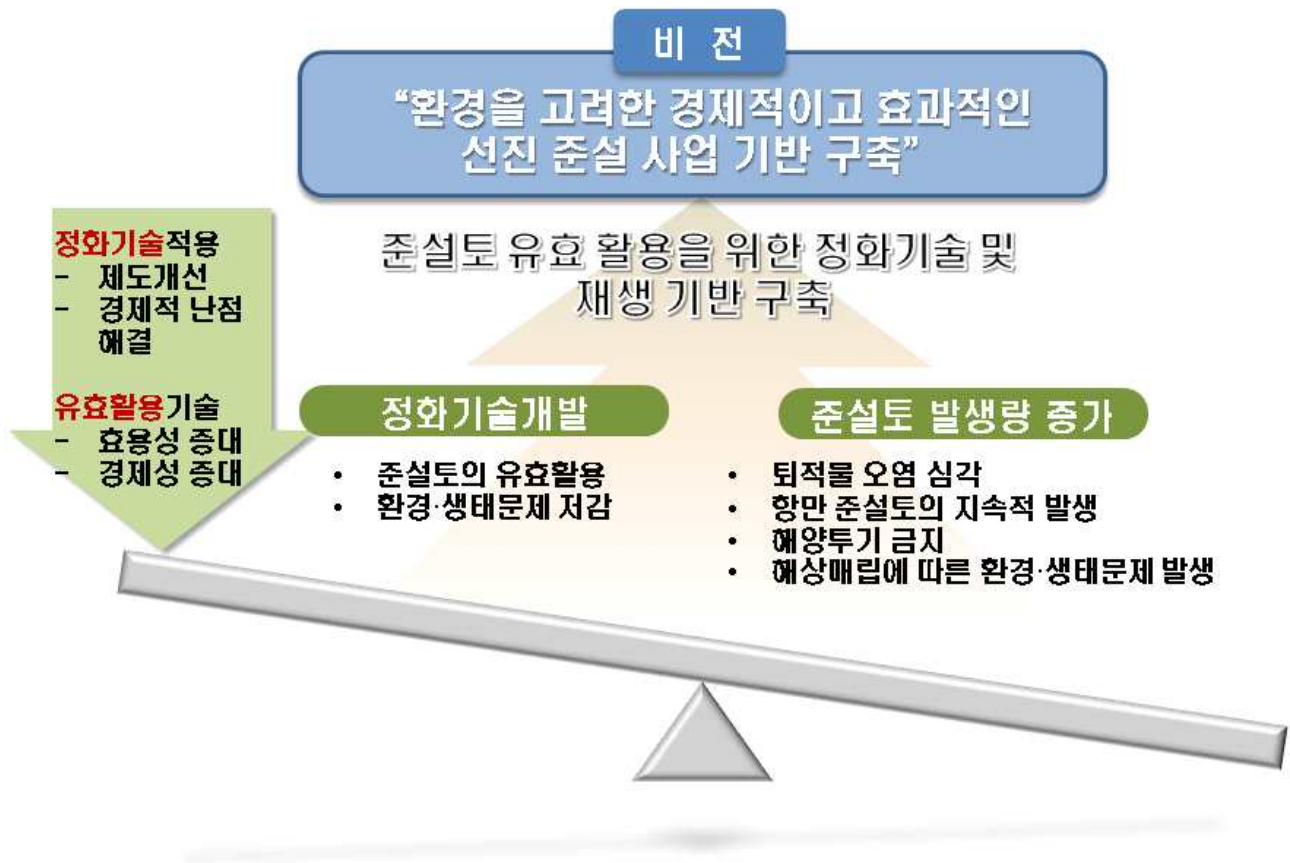 비 전
“환경을 고려한 경제적이고 효과적인
선진 준설 사업 기반 구축”
준설토 유효 활용을 위한 정화기술 및
재생 기반 구축
정화기술적용
- 제도개선
- 경제적 난점
해결
유효활용기술
- 효용성 증대
- 경제성 증대
정화기술개발
• 준설토의 유효활용
• 환경·생태문제 저감
준설토 발생량 증가
• 퇴적물 오염 심각
• 항만 준설토의 지속적 발생
• 해양투기 금지
• 해상매립에 따른 환경·생태문제 발생